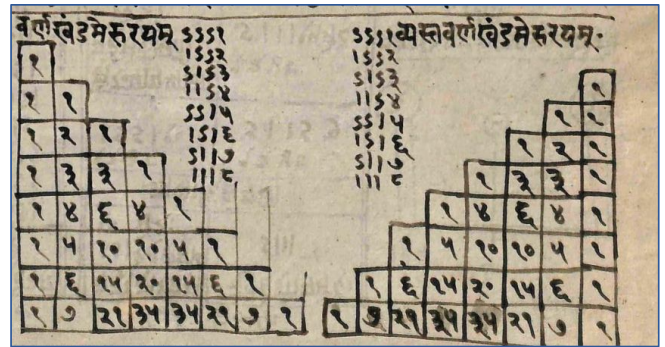 वर्णखंडमेरुरयम्
ऽऽऽ१
।ऽऽ२
ऽ।ऽ३
।।ऽ४
ऽऽ।५
।ऽ।६
ऽ।।७
।।।८
१
१ १
१ २ १
१ ३ ३ १
१ ४ ६ ४ १
१ ५ १० १० ५ १
१ ६ १५ २० १५ ६ १
१ ७ २१ ३५ ३५ २१ ७ १
ऽऽऽ१
।ऽऽ२
ऽ।ऽ३
।।ऽ४
ऽऽ।५
।ऽ।६
ऽ।।७
।।।८
व्यस्तवर्णखंडमेरुरयम्
१
१ १
१ २ १
१ ३ ३ १
१ ४ ६ ४ १
१ ५ १० १० ५ १
१ ६ १५ २० १५ ६ १
१ ७ २१ ३५ ३५ २१ ७ १